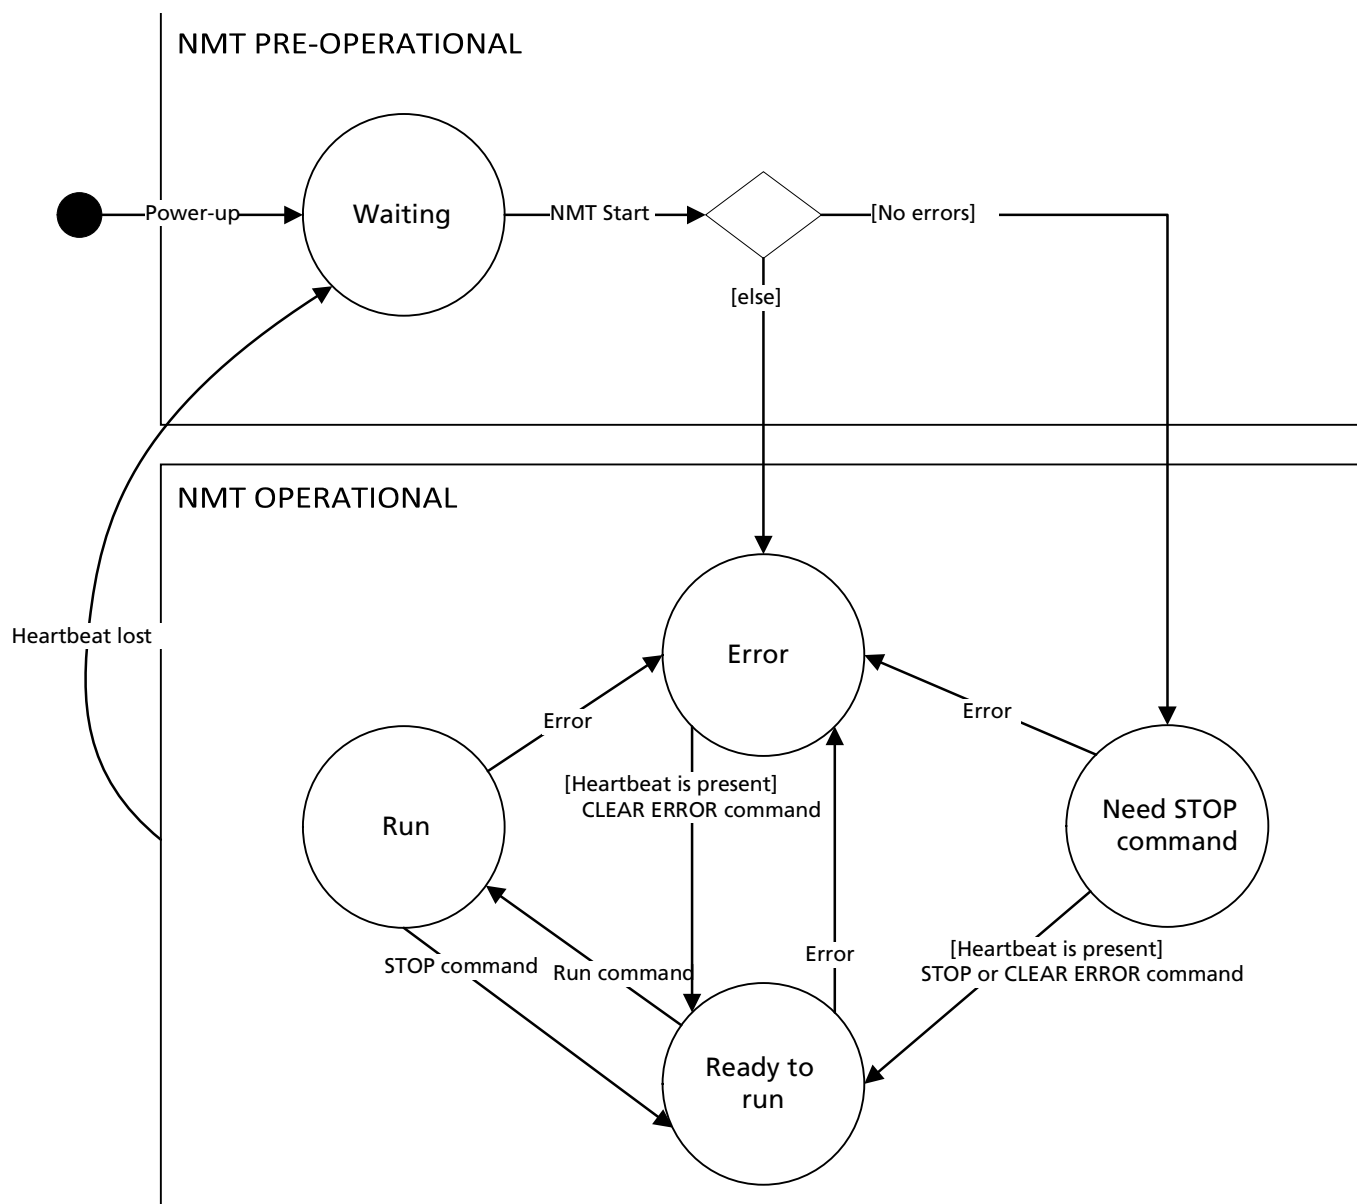 NMT PRE-OPERATIONAL
Power-up
Waiting
NMT Start
[No errors]
[else]
NMT OPERATIONAL
Heartbeat lost
Error
Error
Error
[Heartbeat is present]
CLEAR ERROR command
Run
Need STOP
command
STOP command
Run command
Error
[Heartbeat is present]
STOP or CLEAR ERROR command
Ready to
run